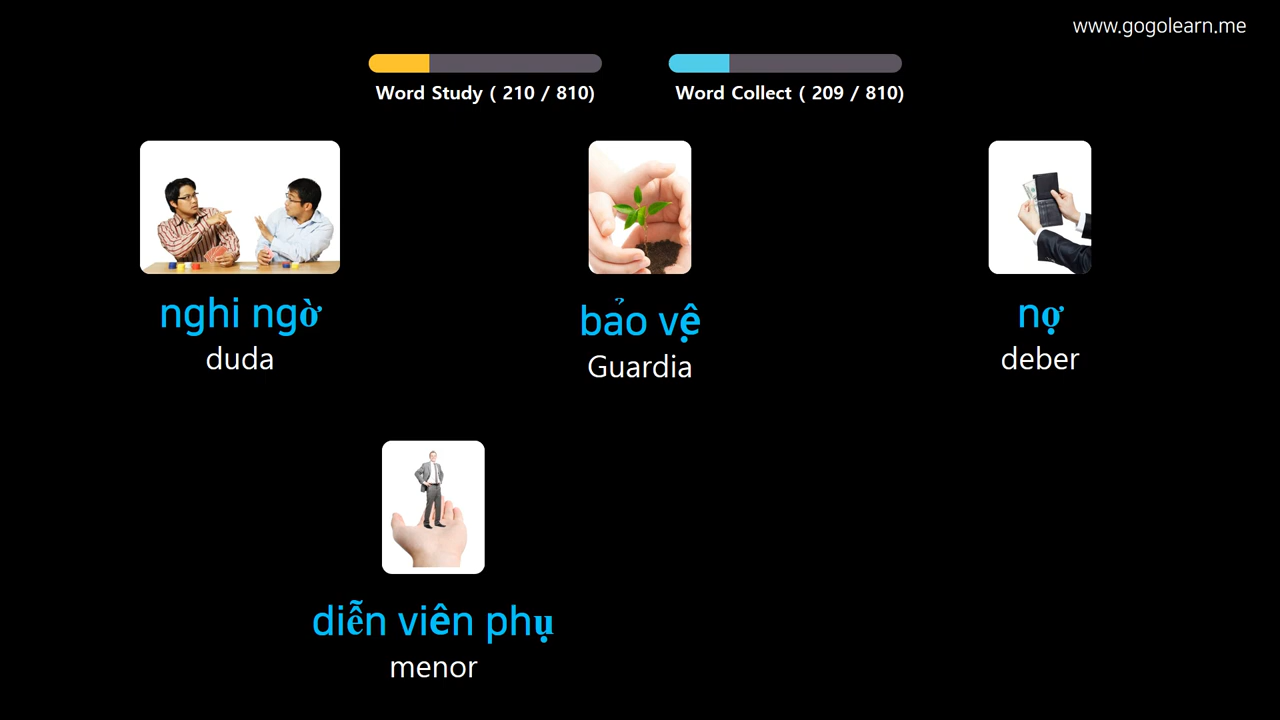 www.gogolearn.me
Word Study ( 210 / 810)
Word Collect ( 209 / 810)
nghi ngờ
duda
bảo vệ
Guardia
nợ
deber
diễn viên phụ
menor